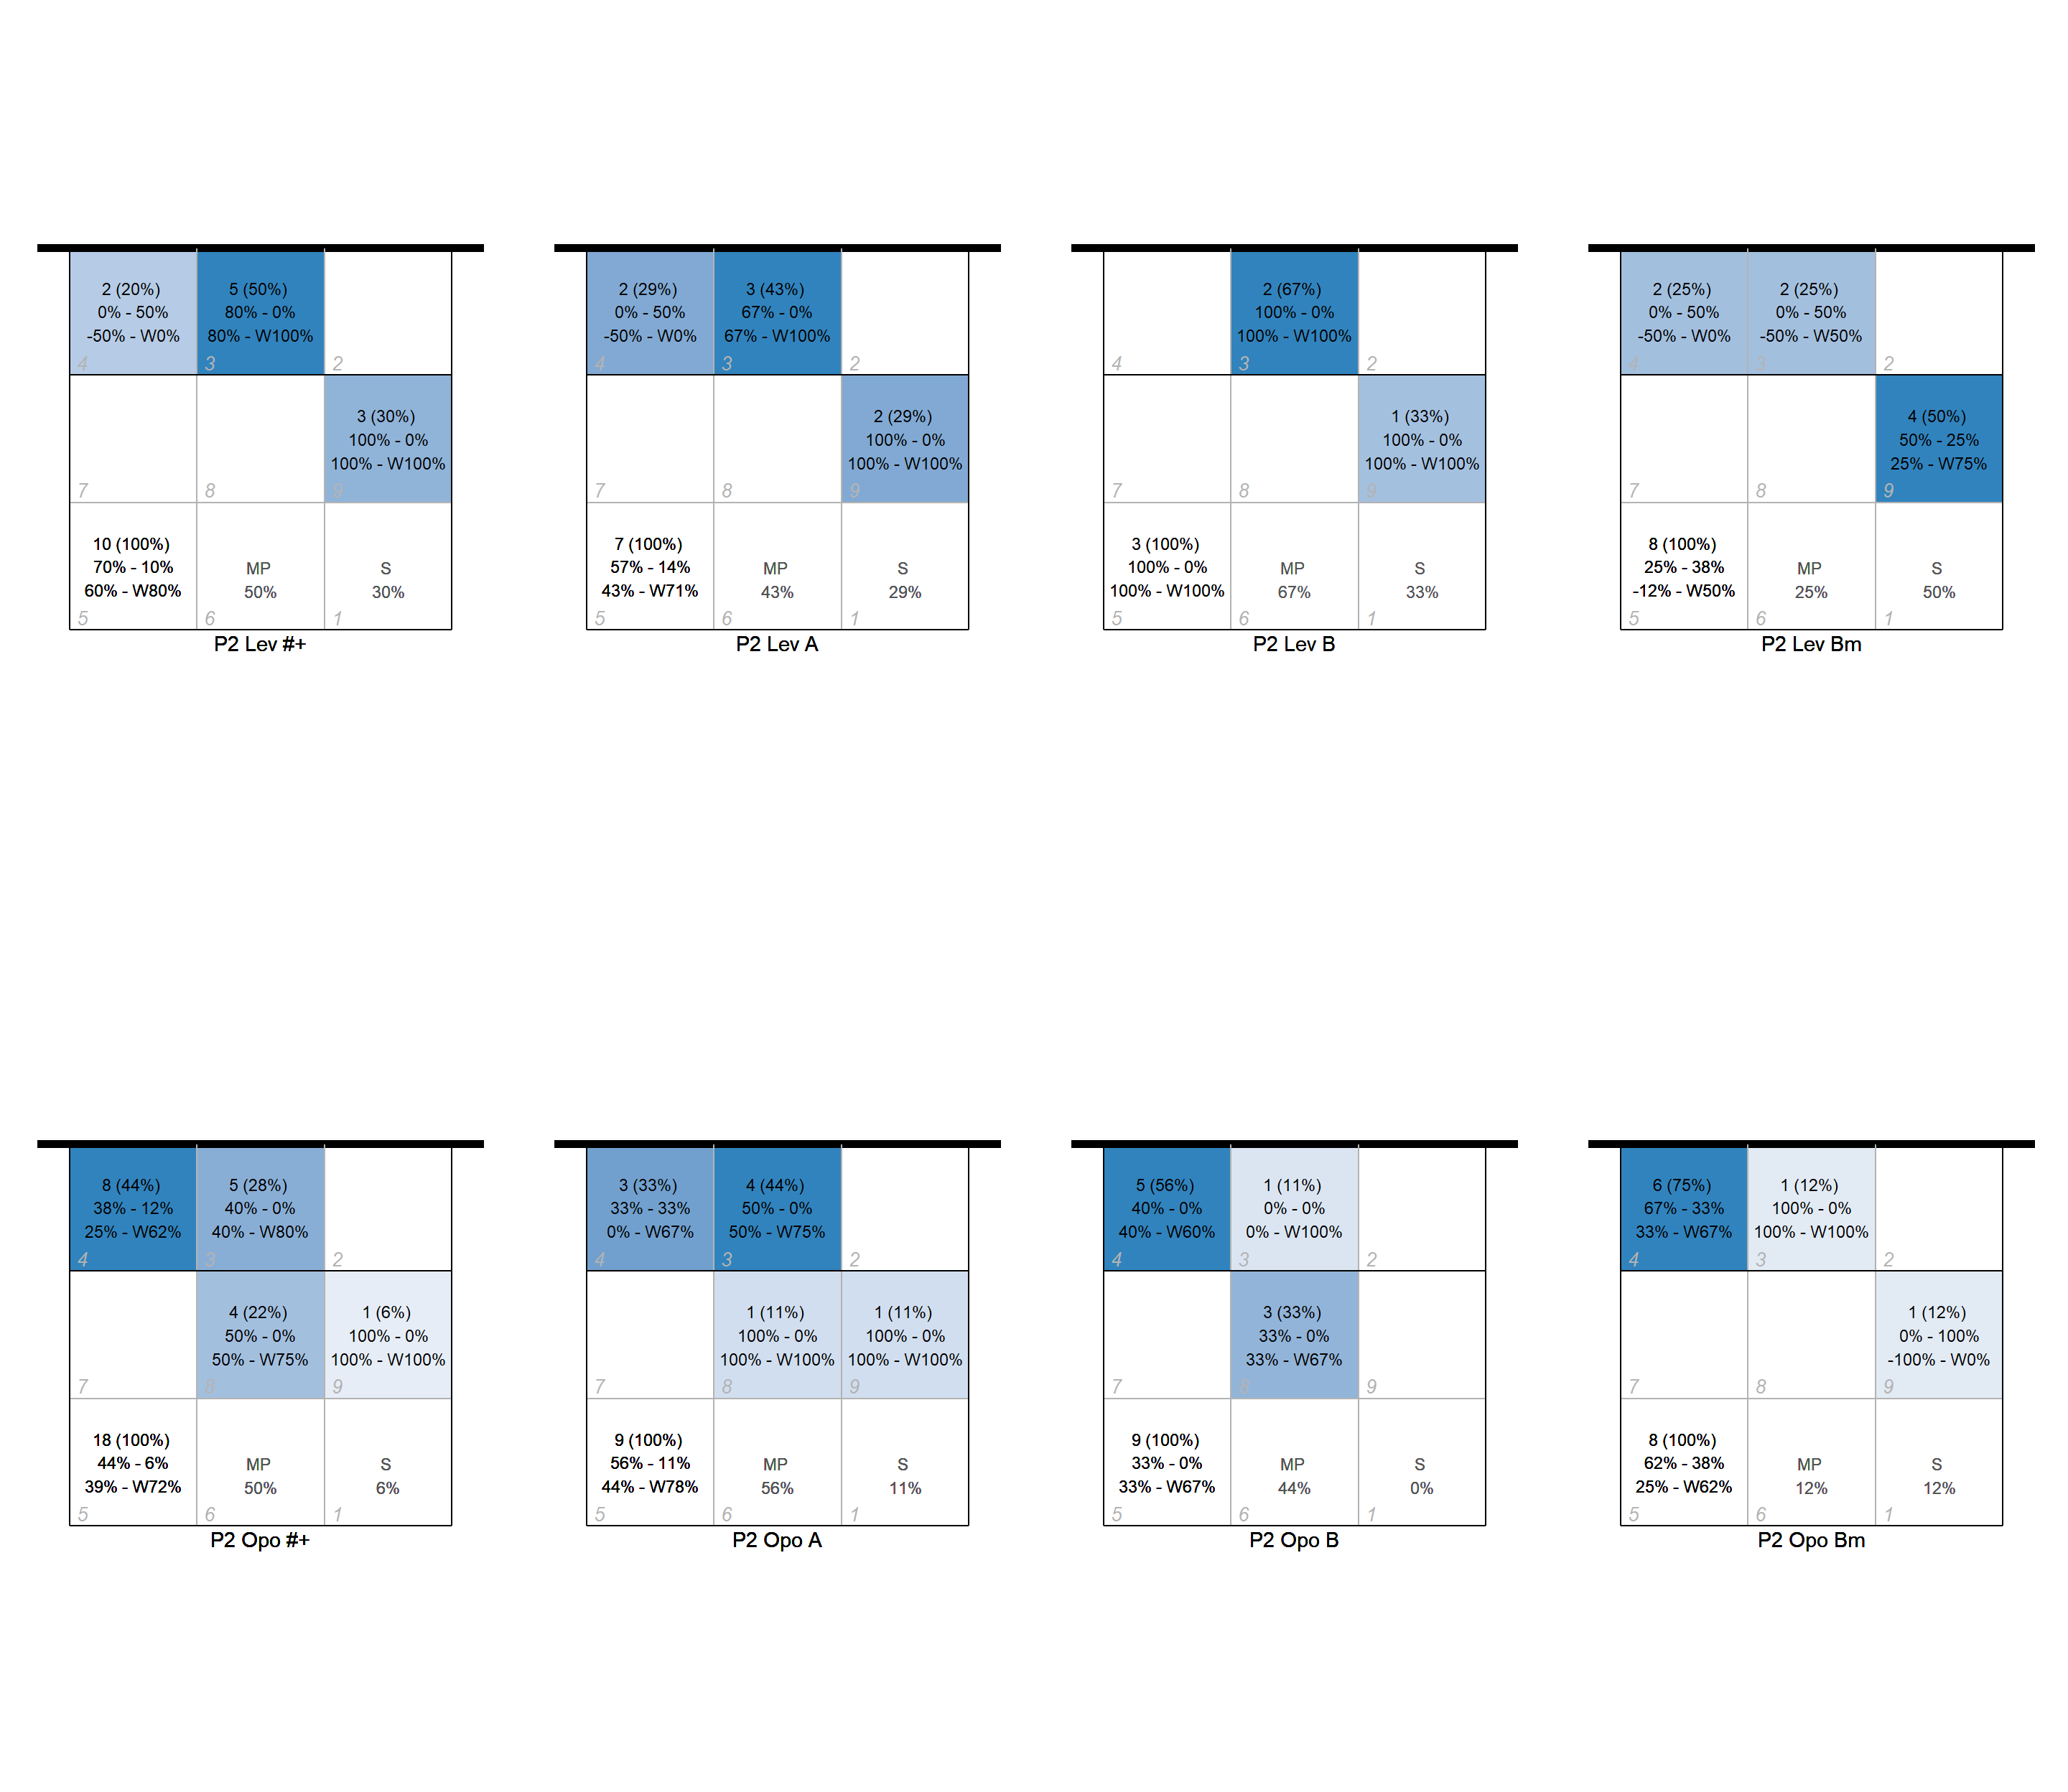 2 (20%)
0% - 50%
-50% - W0%
4
5 (50%)
80% - 0%
80% - W100%
3
2
7
8
3 (30%)
100% - 0%
100% - W100%
9
10 (100%)
70% - 10%
60% - W80%
5
MP
50%
6
S
30%
1
P2 Lev #+
2 (29%)
0% - 50%
-50% - W0%
4
3 (43%)
67% - 0%
67% - W100%
3
2
7
8
2 (29%)
100% - 0%
100% - W100%
9
7 (100%)
57% - 14%
43% - W71%
5
MP
43%
6
S
29%
1
P2 Lev A
4
2 (67%)
100% - 0%
100% - W100%
3
2
7
8
1 (33%)
100% - 0%
100% - W100%
9
3 (100%)
100% - 0%
100% - W100%
5
MP
67%
6
S
33%
1
P2 Lev B
2 (25%)
0% - 50%
-50% - W0%
4
2 (25%)
0% - 50%
-50% - W50%
3
2
7
8
4 (50%)
50% - 25%
25% - W75%
9
8 (100%)
25% - 38%
-12% - W50%
5
MP
25%
6
S
50%
1
P2 Lev Bm
8 (44%)
38% - 12%
25% - W62%
4
5 (28%)
40% - 0%
40% - W80%
3
2
7
4 (22%)
50% - 0%
50% - W75%
8
1 (6%)
100% - 0%
100% - W100%
9
18 (100%)
44% - 6%
39% - W72%
5
MP
50%
6
S
6%
1
P2 Opo #+
3 (33%)
33% - 33%
0% - W67%
4
4 (44%)
50% - 0%
50% - W75%
3
2
7
1 (11%)
100% - 0%
100% - W100%
8
1 (11%)
100% - 0%
100% - W100%
9
9 (100%)
56% - 11%
44% - W78%
5
MP
56%
6
S
11%
1
P2 Opo A
5 (56%)
40% - 0%
40% - W60%
4
1 (11%)
0% - 0%
0% - W100%
3
2
7
3 (33%)
33% - 0%
33% - W67%
8
9
9 (100%)
33% - 0%
33% - W67%
5
MP
44%
6
S
0%
1
P2 Opo B
6 (75%)
67% - 33%
33% - W67%
4
1 (12%)
100% - 0%
100% - W100%
3
2
7
8
1 (12%)
0% - 100%
-100% - W0%
9
8 (100%)
62% - 38%
25% - W62%
5
MP
12%
6
S
12%
1
P2 Opo Bm